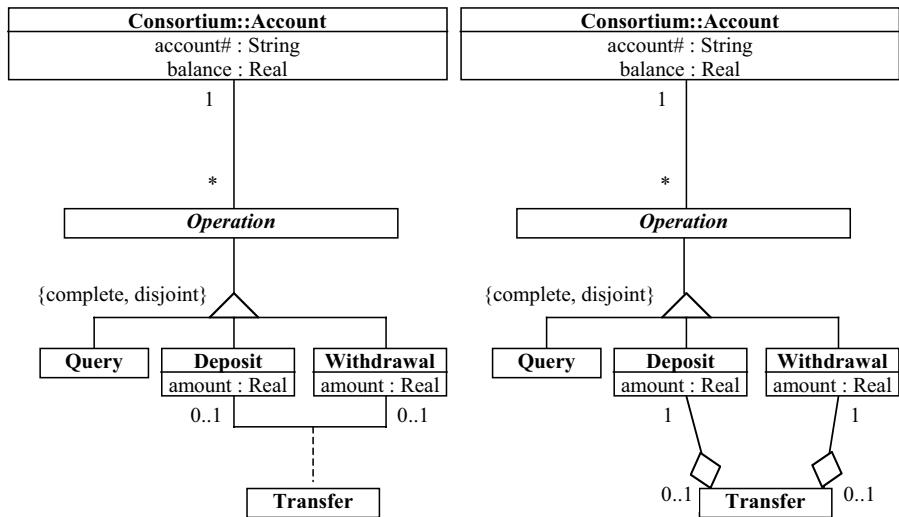 Consortium::Account
account# : String
balance : Real
1
*
Operation
{complete, disjoint}
Query
Deposit
amount : Real
Withdrawal
amount : Real
0..1
0..1
Transfer
Consortium::Account
account# : String
balance : Real
1
*
Operation
{complete, disjoint}
Query
Deposit
amount : Real
Withdrawal
amount : Real
1
1
0..1
0..1
Transfer